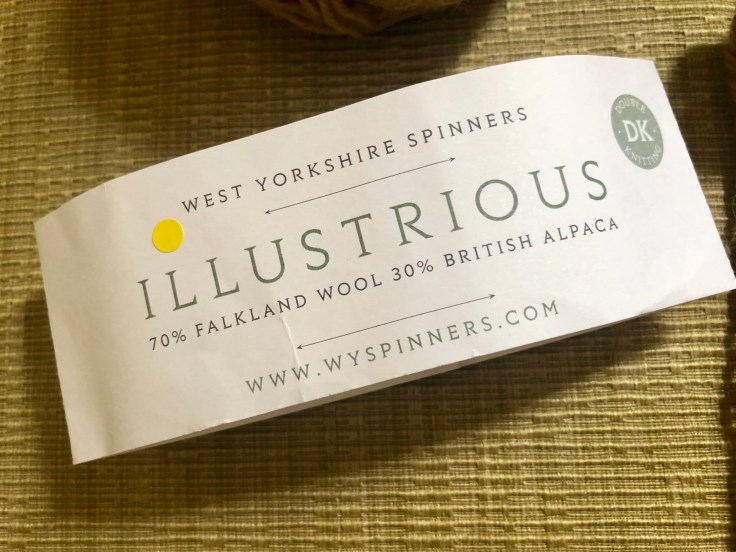 WEST YORKSHIRE SPINNERS
ILLUSTRIOUS
70% FALKLAND WOOL 30% BRITISH ALPACA
WWW.WYSPINNERS.COM
DOUBLE
DK
KNITTING